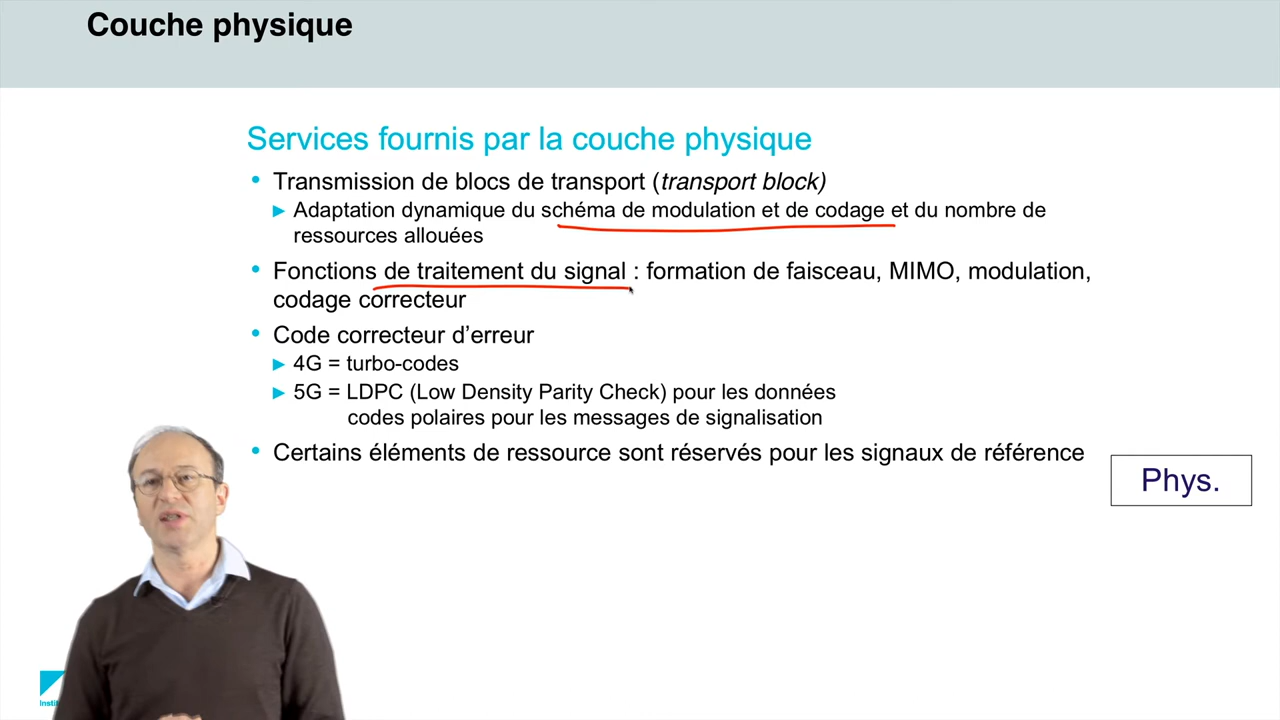 Couche physique
Services fournis par la couche physique
• Transmission de blocs de transport (transport block)
► Adaptation dynamique du schéma de modulation et de codage et du nombre de
ressources allouées
• Fonctions de traitement du signal : formation de faisceau, MIMO, modulation,
codage correcteur
• Code correcteur d’erreur
► 4G = turbo-codes
► 5G = LDPC (Low Density Parity Check) pour les données
codes polaires pour les messages de signalisation
• Certains éléments de ressource sont réservés pour les signaux de référence
Phys.